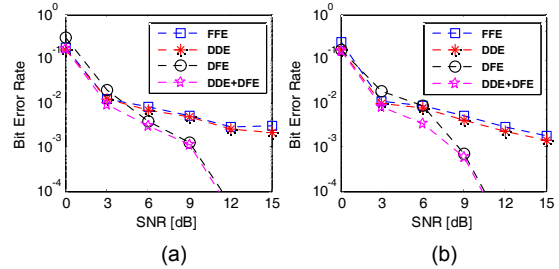 10^0
10^-1
10^-2
10^-3
10^-4
Bit Error Rate
FFE
DDE
DFE
DDE+DFE
0 3 6 9 12 15
SNR [dB]
(a)
10^0
10^-1
10^-2
10^-3
10^-4
Bit Error Rate
FFE
DDE
DFE
DDE+DFE
0 3 6 9 12 15
SNR [dB]
(b)